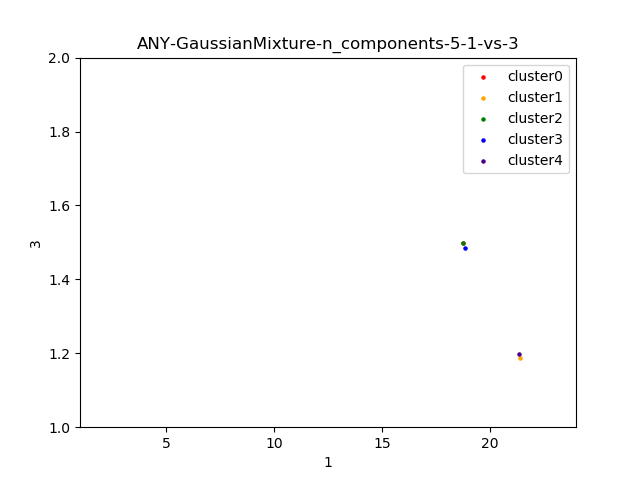 ANY-GaussianMixture-n_components-5-1-vs-3
2.0
1.8
1.6
1.4
1.2
1.0
3
5
10
15
20
1
cluster0
cluster1
cluster2
cluster3
cluster4